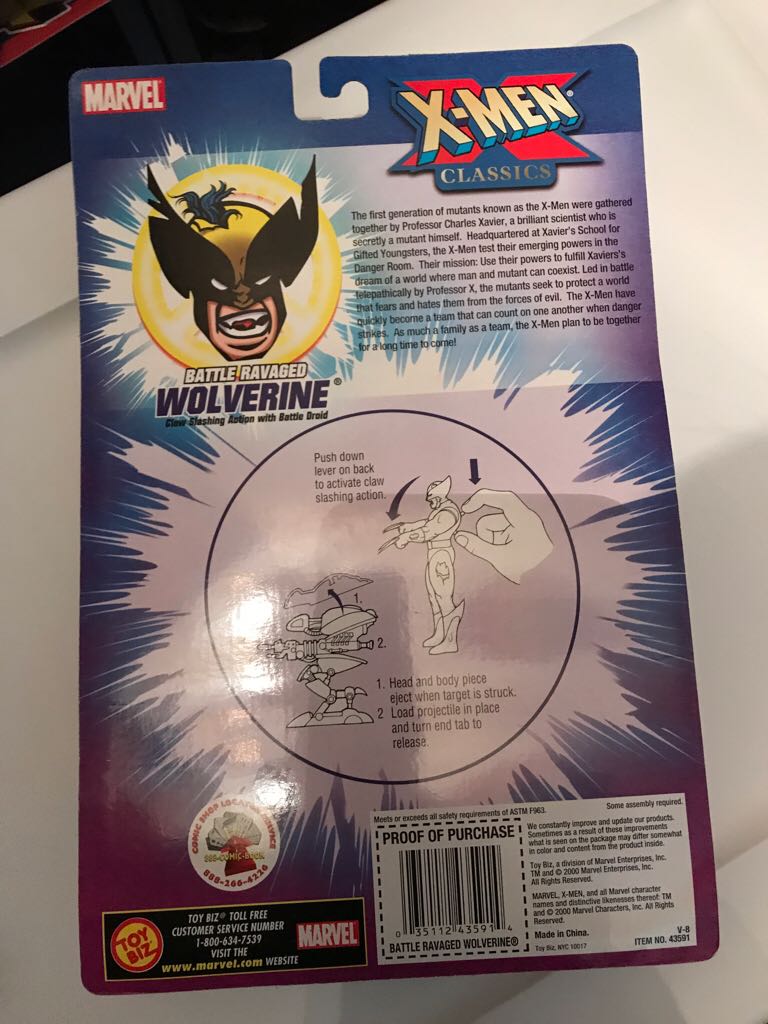 MARVEL
X-MEN®
CLASSICS
The first generation of mutants known as the X-Men were gathered
together by Professor Charles Xavier, a brilliant scientist who is
secretly a mutant himself. Headquartered at Xavier's School for
Gifted Youngsters, the X-Men test their emerging powers in the
Danger Room. Their mission: Use their powers to fulfill Xaviers's
dream of a world where man and mutant can coexist. Led in battle
telepathically by Professor X, the mutants seek to protect a world
that fears and hates them from the forces of evil. The X-Men have
quickly become a team that can count on one another when danger
strikes. As much a family as a team, the X-Men plan to be together
for a long time to come!
BATTLE RAVAGED
WOLVERINE®
Claw Slashing Action with Battle Droid
Push down
lever on back
to activate claw
slashing action.
1.
2.
1. Head and body piece
eject when target is struck.
2 Load projectile in place
and turn end tab to
release.
COMIC SHOP LOCATOR SERVICE
888-COMIC-BOOK
888-266-4226
TOY BIZ
TOY BIZ® TOLL FREE
CUSTOMER SERVICE NUMBER
1-800-634-7539
VISIT THE
www.marvel.com WEBSITE
MARVEL
Meets or exceeds all safety requirements of ASTM F963.
Some assembly required.
PROOF OF PURCHASE
0 35112 43591 4
BATTLE RAVAGED WOLVERINE®
We constantly improve and update our products.
Sometimes as a result of these improvements
what is seen on the package may differ somewhat
in color and content from the product inside.
Toy Biz, a division of Marvel Enterprises, Inc.
TM and © 2000 Marvel Enterprises, Inc.
All Rights Reserved.
MARVEL, X-MEN, and all Marvel character
names and distinctive likenesses thereof: TM
and © 2000 Marvel Characters, Inc. All Rights
Reserved.
Made in China.
V-8
Toy Biz, NYC 10017
ITEM NO. 43591